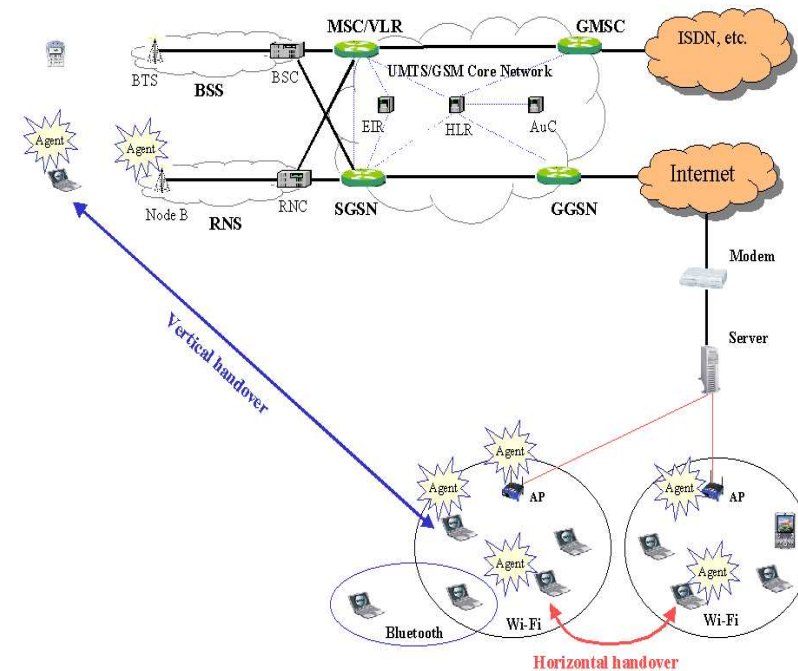 MSC/VLR
GMSC
ISDN, etc.
UMTS/GSM Core Network
BTS
BSS
BSC
EIR
HLR
AuC
Agent
Agent
Internet
Node B
RNS
RNC
SGSN
GGSN
Modem
Vertical handover
Server
Agent
Agent
AP
Agent
AP
Agent
Agent
Bluetooth
Wi-Fi
Wi-Fi
Horizontal handover